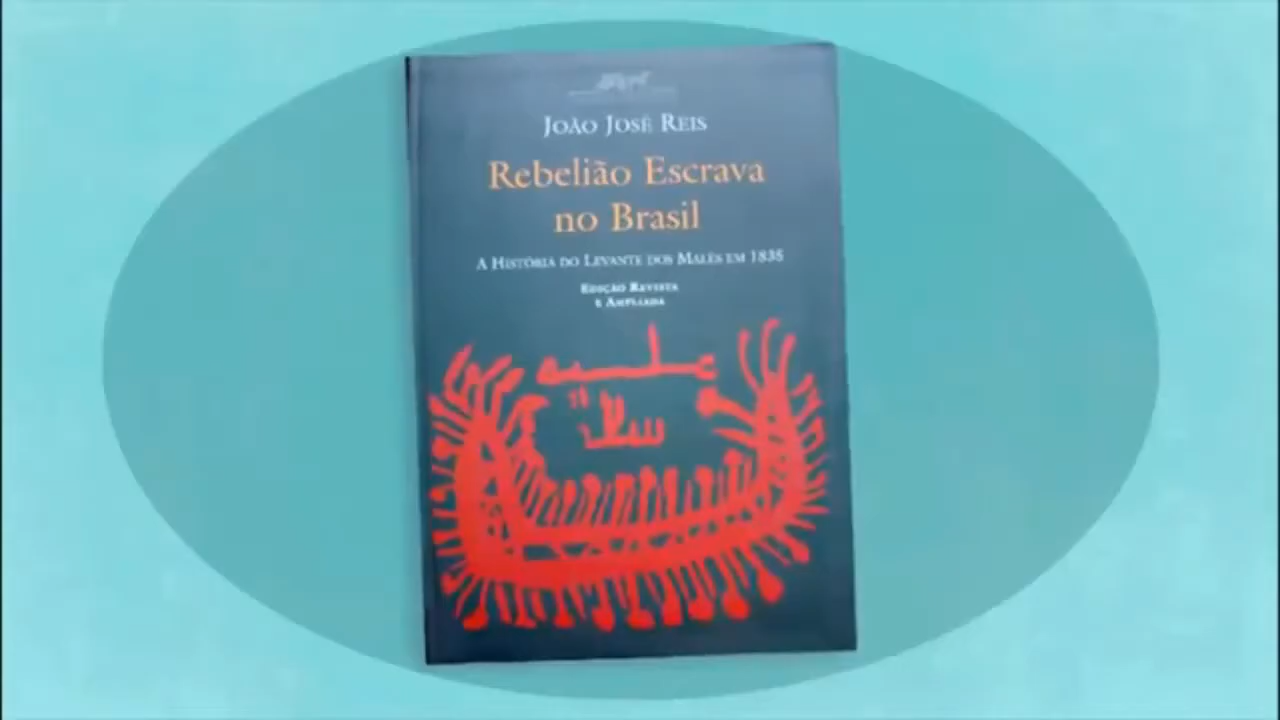 JOÃO JOSÉ REIS
Rebelião Escrava
no Brasil
A HISTÓRIA DO LEVANTE DOS MALÊS EM 1835
EDIÇÃO REVISTA
E AMPLIADA